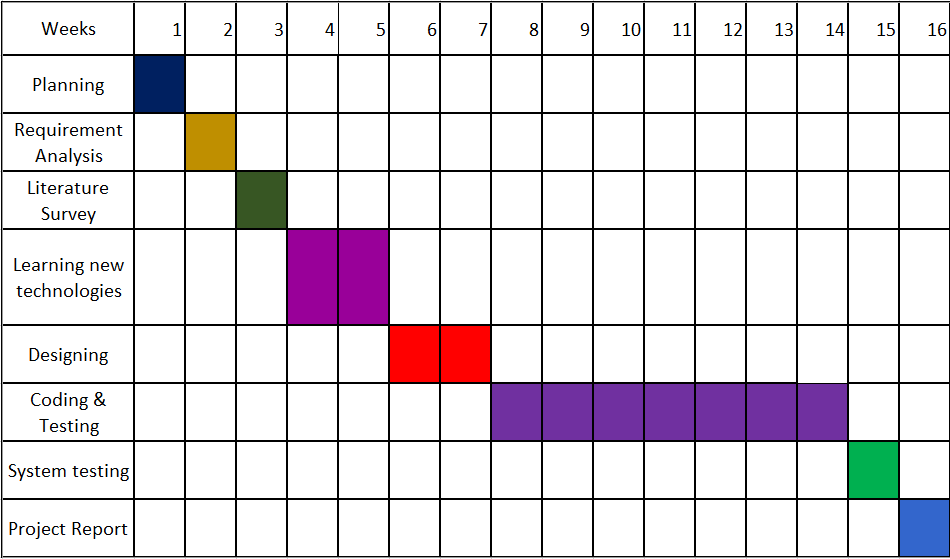 Weeks 1 2 3 4 5 6 7 8 9 10 11 12 13 14 15 16
Planning
Requirement
Analysis
Literature
Survey
Learning new
technologies
Designing
Coding &
Testing
System testing
Project Report